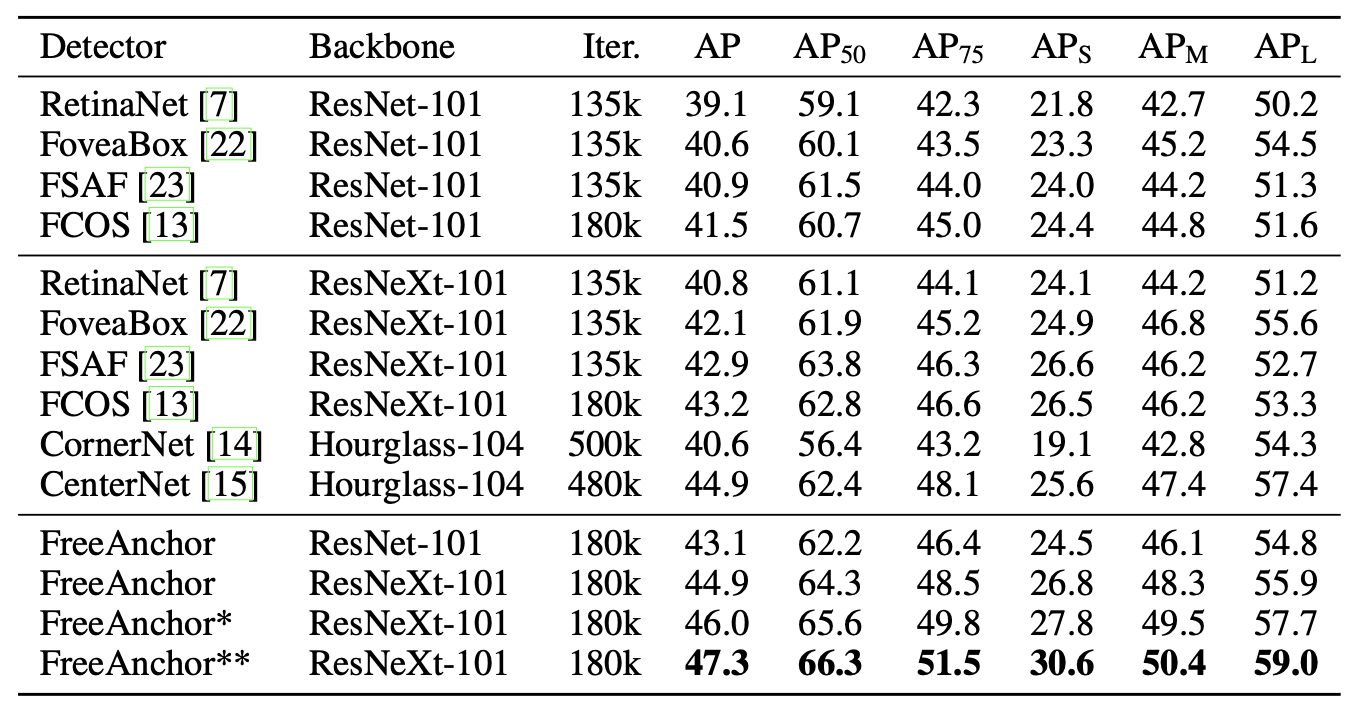 Detector Backbone Iter. AP AP50 AP75 APS APM APL
RetinaNet [7] ResNet-101 135k 39.1 59.1 42.3 21.8 42.7 50.2
FoveaBox [22] ResNet-101 135k 40.6 60.1 43.5 23.3 45.2 54.5
FSAF [23] ResNet-101 135k 40.9 61.5 44.0 24.0 44.2 51.3
FCOS [13] ResNet-101 180k 41.5 60.7 45.0 24.4 44.8 51.6
RetinaNet [7] ResNeXt-101 135k 40.8 61.1 44.1 24.1 44.2 51.2
FoveaBox [22] ResNeXt-101 135k 42.1 61.9 45.2 24.9 46.8 55.6
FSAF [23] ResNeXt-101 135k 42.9 63.8 46.3 26.6 46.2 52.7
FCOS [13] ResNeXt-101 180k 43.2 62.8 46.6 26.5 46.2 53.3
CornerNet [14] Hourglass-104 500k 40.6 56.4 43.2 19.1 42.8 54.3
CenterNet [15] Hourglass-104 480k 44.9 62.4 48.1 25.6 47.4 57.4
FreeAnchor ResNet-101 180k 43.1 62.2 46.4 24.5 46.1 54.8
FreeAnchor ResNeXt-101 180k 44.9 64.3 48.5 26.8 48.3 55.9
FreeAnchor* ResNeXt-101 180k 46.0 65.6 49.8 27.8 49.5 57.7
FreeAnchor** ResNeXt-101 180k 47.3 66.3 51.5 30.6 50.4 59.0